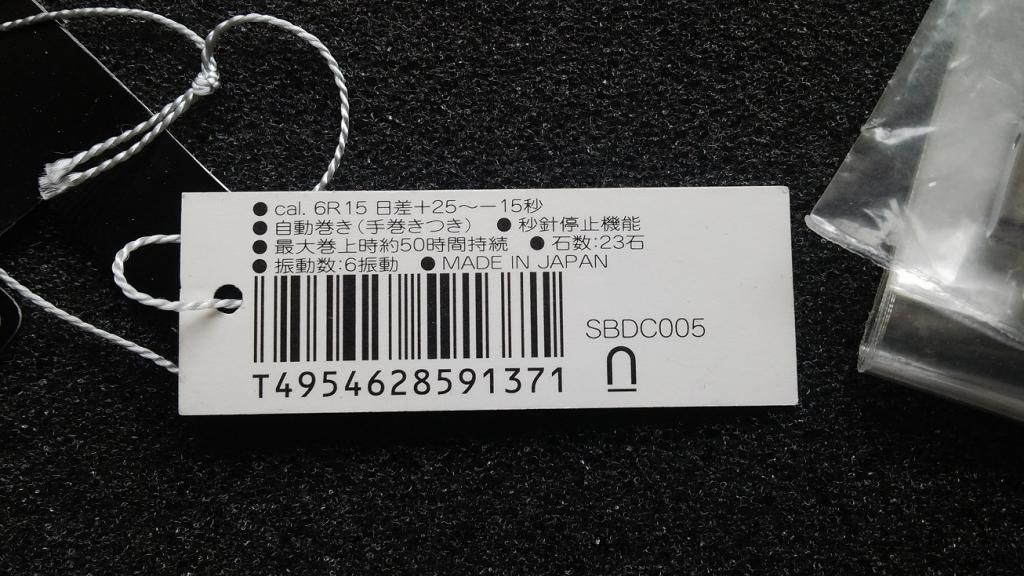 ● cal. 6R15 日差＋25～－15秒
● 自動巻き（手巻きつき） ● 秒針停止機能
● 最大巻上時約50時間持続 ● 石数：23石
● 振動数：6振動 ● MADE IN JAPAN
SBDC005
T4954628591371